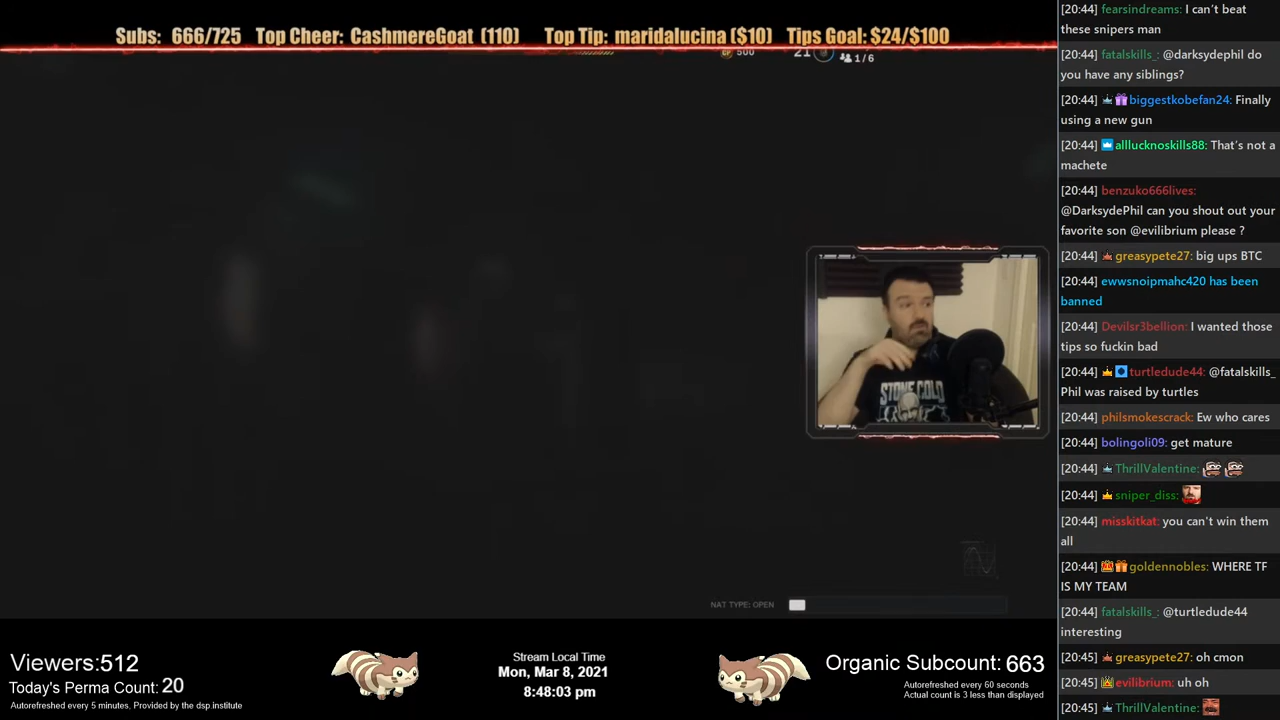 Subs: 666/725 Top Cheer: CashmereGoat (110) Top Tip: maridalucina ($10) Tips Goal: $24/$100
500
21
1/6
STONE COLD
NAT TYPE: OPEN
Viewers:512
Today's Perma Count: 20
Autorefreshed every 5 minutes, Provided by the dsp institute
Stream Local Time
Mon, Mar 8, 2021
8:48:03 pm
Organic Subcount: 663
Autorefreshed every 60 seconds
Actual count is 3 less than displayed
[20:44] fearsindreams: I can't beat
these snipers man
[20:44] fatalskills_: @darksydephil do
you have any siblings?
[20:44] biggestkobefan24: Finally
using a new gun
[20:44] alllucknoskills88: That's not a
machete
[20:44] benzuko666lives:
@DarksydePhil can you shout out your
favorite son @evilibrium please ?
[20:44] greasypete27: big ups BTC
[20:44] ewwsnoipmahc420 has been
banned
[20:44] Devilsr3bellion: I wanted those
tips so fuckin bad
[20:44] turtledude44: @fatalskills_
Phil was raised by turtles
[20:44] philsmokescrack: Ew who cares
[20:44] bolingoli09: get mature
[20:44] ThrillValentine:
[20:44] sniper_diss:
[20:44] misskitkat: you can't win them
all
[20:44] goldennobles: WHERE TF
IS MY TEAM
[20:44] fatalskills_: @turtledude44
interesting
[20:45] greasypete27: oh cmon
[20:45] evilibrium: uh oh
[20:45] ThrillValentine: